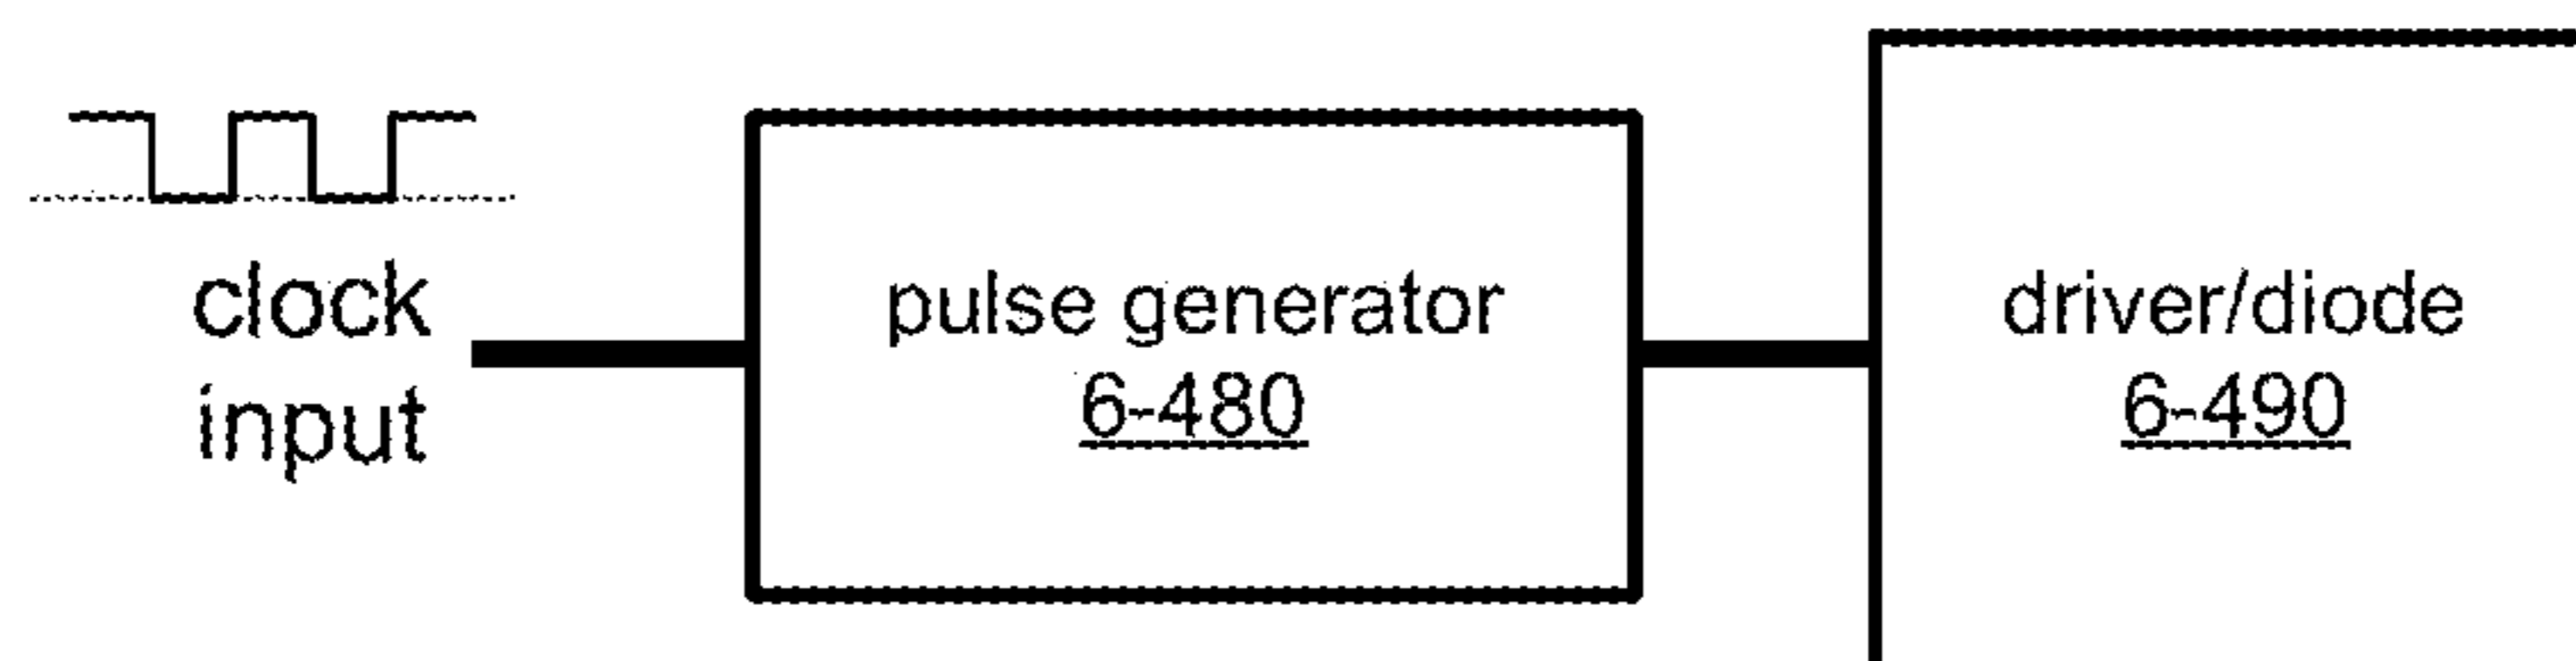 clock
input
pulse generator
6-480
driver/diode
6-490